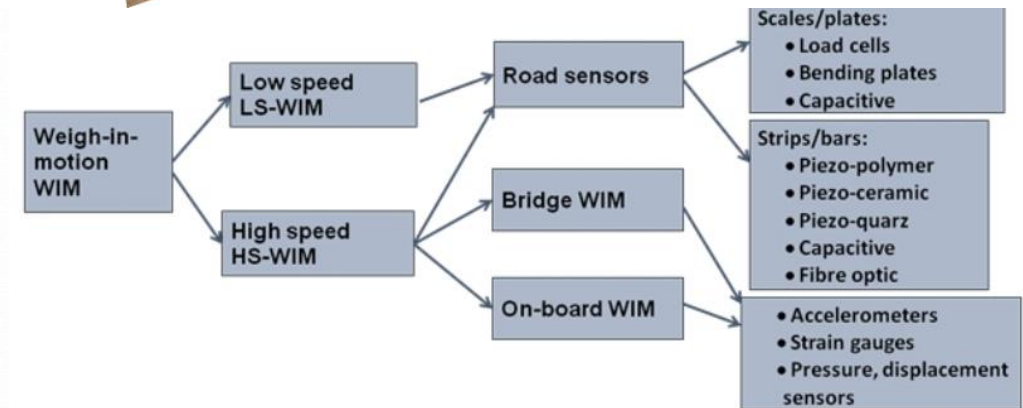 Weigh-in-
motion
WIM
Low speed
LS-WIM
High speed
HS-WIM
Road sensors
Bridge WIM
On-board WIM
Scales/plates:
• Load cells
• Bending plates
• Capacitive
Strips/bars:
• Piezo-polymer
• Piezo-ceramic
• Piezo-quarz
• Capacitive
• Fibre optic
• Accelerometers
• Strain gauges
• Pressure, displacement
sensors